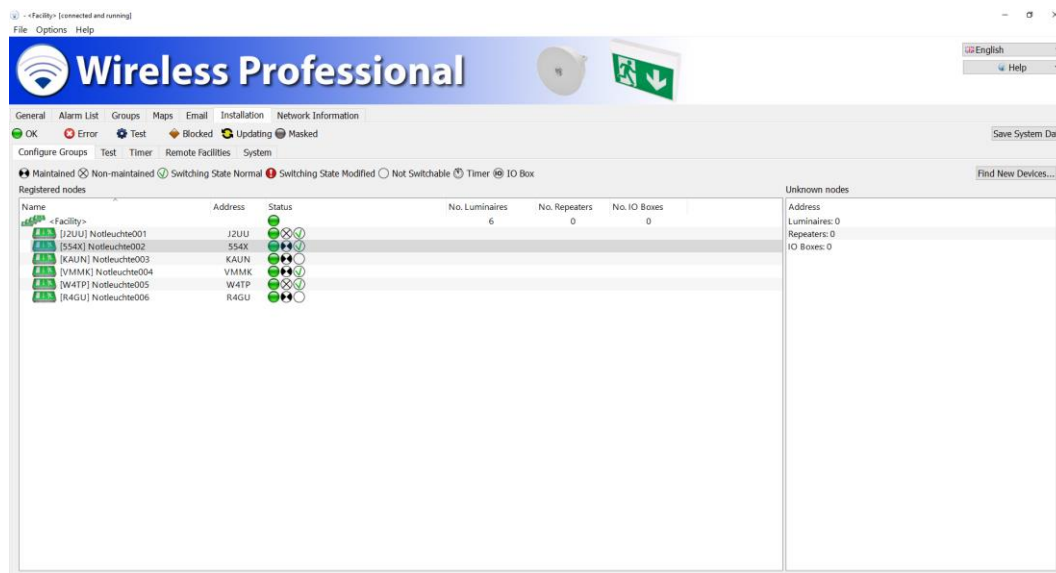 - <Facility> [connected and running]
File Options Help
Wireless Professional
English
Help
General Alarm List Groups Maps Email Installation Network Information
OK Error Test Blocked Updating Masked
Save System Da
Configure Groups Test Timer Remote Facilities System
Maintained Non-maintained Switching State Normal Switching State Modified Not Switchable Timer IO Box
Find New Devices...
Registered nodes
Unknown nodes
Name Address Status No. Luminaires No. Repeaters No. IO Boxes
Address
<Facility> 6 0 0
Luminaires: 0
[J2UU] Notleuchte001 J2UU
Repeaters: 0
[554X] Notleuchte002 554X
IO Boxes: 0
[KAUN] Notleuchte003 KAUN
[VMMK] Notleuchte004 VMMK
[W4TP] Notleuchte005 W4TP
[R4GU] Notleuchte006 R4GU